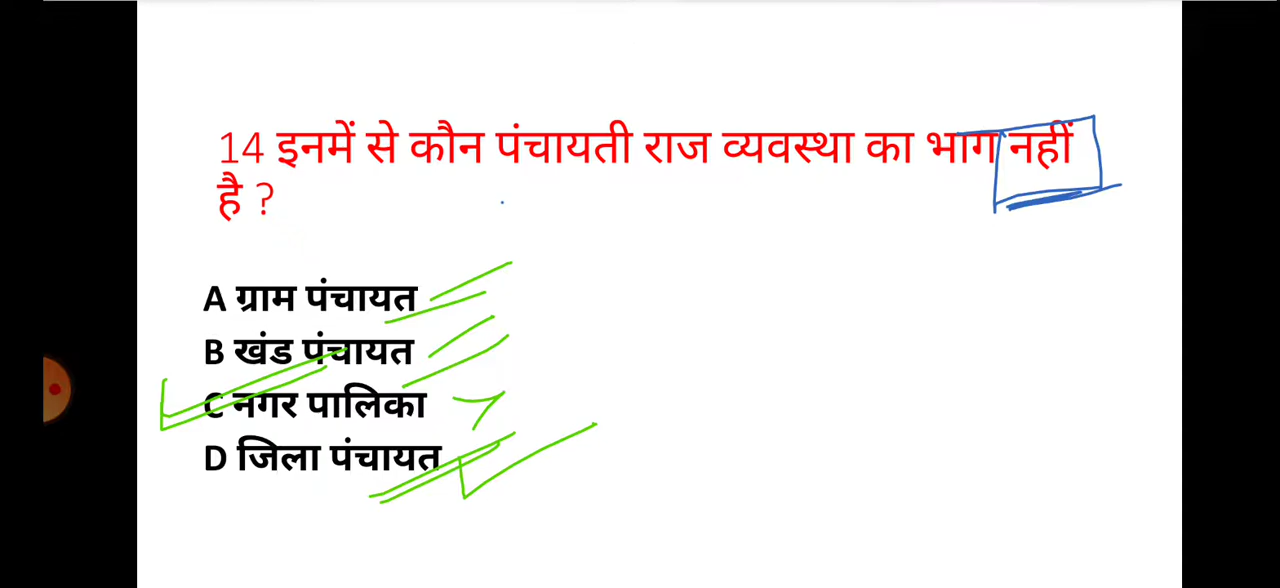 14 इनमें से कौन पंचायती राज व्यवस्था का भाग नहीं
है ?
A ग्राम पंचायत
B खंड पंचायत
C नगर पालिका
D जिला पंचायत